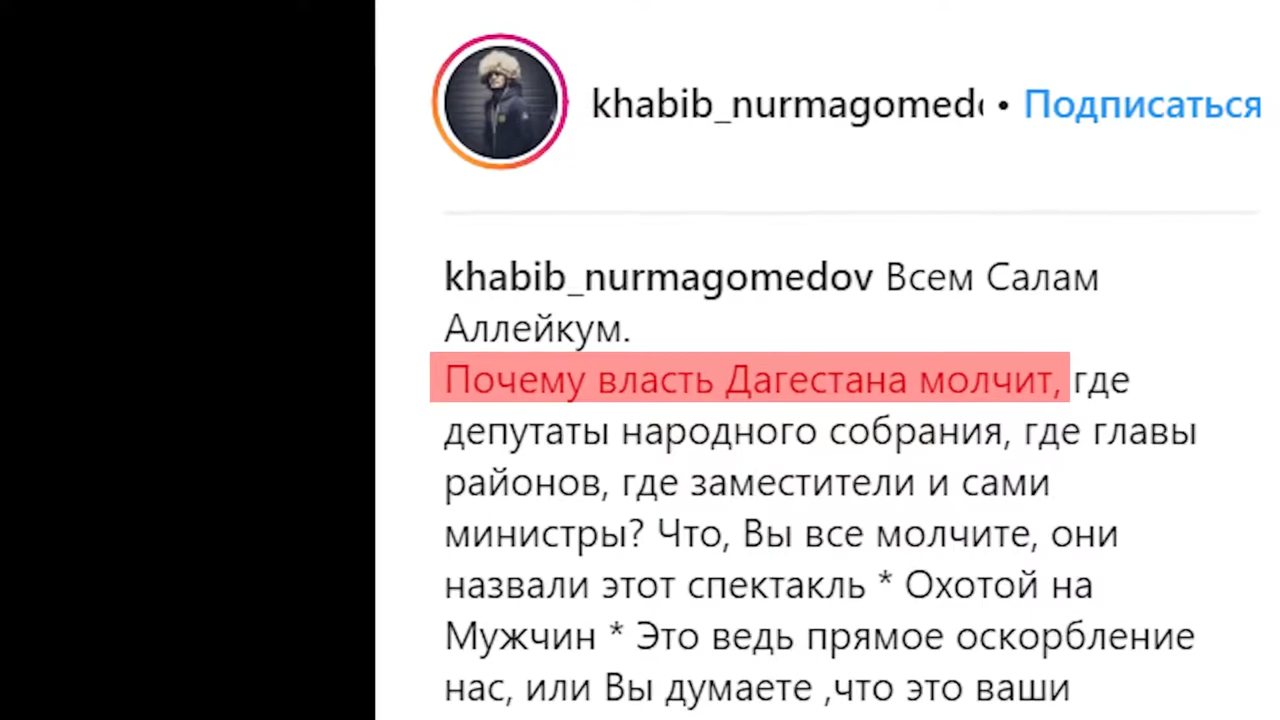 khabib_nurmagomed • Подписаться
khabib_nurmagomedov Всем Салам
Аллейкум.
Почему власть Дагестана молчит, где
депутаты народного собрания, где главы
районов, где заместители и сами
министры? Что, Вы все молчите, они
назвали этот спектакль * Охотой на
Мужчин * Это ведь прямое оскорбление
нас, или Вы думаете ,что это ваши